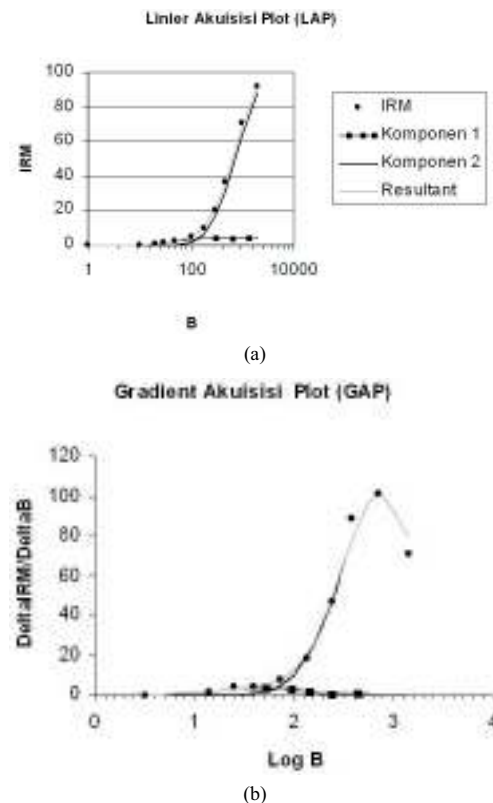 Linier Akuisisi Plot (LAP)
100
80
60
40
20
0
1
100
10000
IRM
B
IRM
Komponen 1
Komponen 2
Resultant
(a)
Gradient Akuisisi Plot (GAP)
120
100
80
60
40
20
0
0
1
2
3
4
DeltaIRM/DeltaB
Log B
(b)